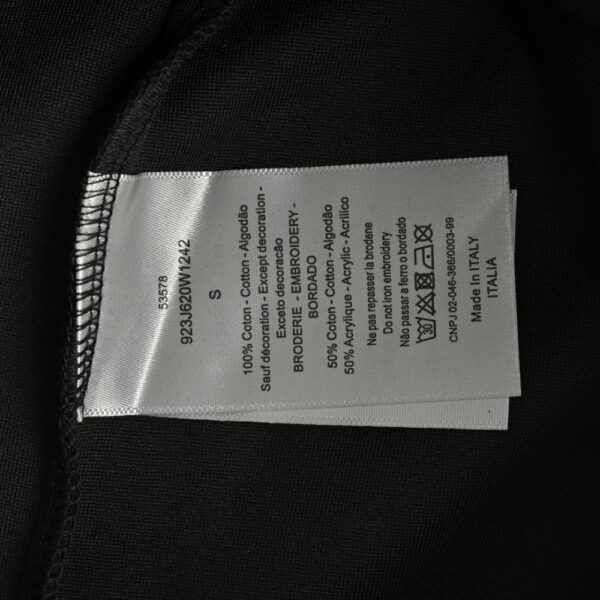 53578
923J620W1242
S
100% Coton - Cotton - Algodão
Sauf décoration - Except decoration -
Exceto decoração
BRODERIE - EMBROIDERY -
BORDADO
50% Coton - Cotton - Algodão
50% Acrylique - Acrylic - Acrilico
Ne pas repasser la broderie
Do not iron embroidery
Não passar a ferro o bordado
30
CNPJ 02-046-366/0003-99
Made In ITALY
ITALIA